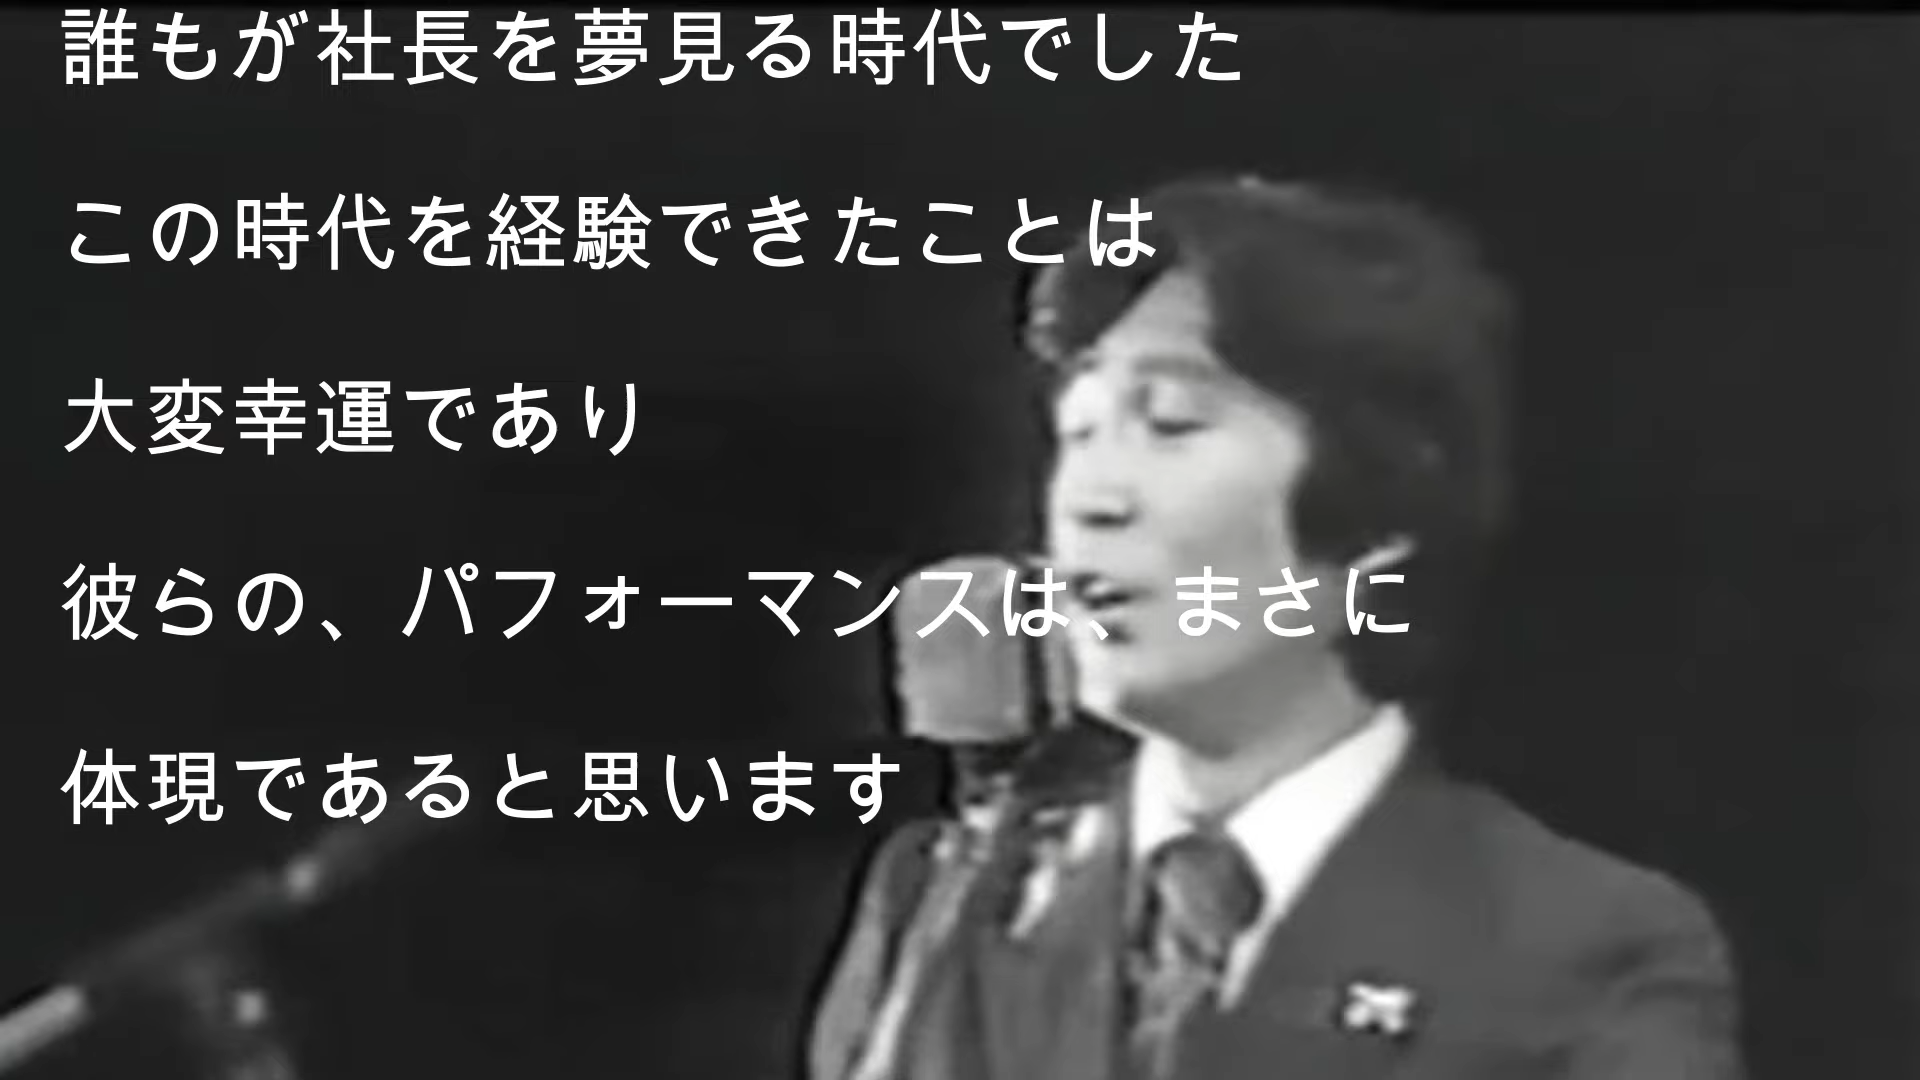 誰もが社長を夢見る時代でした
この時代を経験できたことは
大変幸運であり
彼らの、パフォーマンスは、まさに
体現であると思います